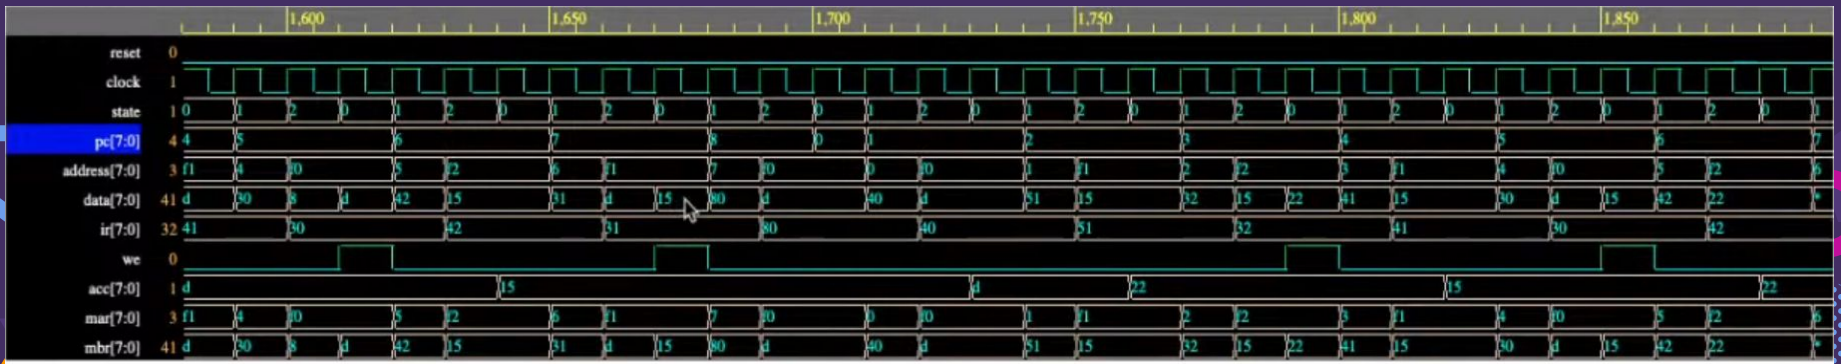 1,600 1,650 1,700 1,750 1,800 1,850
reset 0
clock 1
state 1 0 1 2 0 1 2 0 1 2 0 1 2 0 1 2 0 1 2 0 1 2 0 1 2 0 1 2 0 1 2 0 1
pc[7:0] 4 4 5 6 7 8 0 1 2 3 4 5 6 7
address[7:0] 3 f1 4 f0 5 f2 6 f1 7 f0 0 f0 1 f1 2 f2 3 f1 4 f0 5 f2 6
data[7:0] 41 d 30 8 d 42 15 31 d 15 80 d 40 d 51 15 32 15 22 41 15 30 d 15 42 22 *
ir[7:0] 32 41 30 42 31 80 40 51 32 41 30 42
we 0
acc[7:0] 1 d 15 d 22 15 22
mar[7:0] 3 f1 4 f0 5 f2 6 f1 7 f0 0 f0 1 f1 2 f2 3 f1 4 f0 5 f2 6
mbr[7:0] 41 d 30 8 d 42 15 31 d 15 80 d 40 d 51 15 32 15 22 41 15 30 d 15 42 22 *